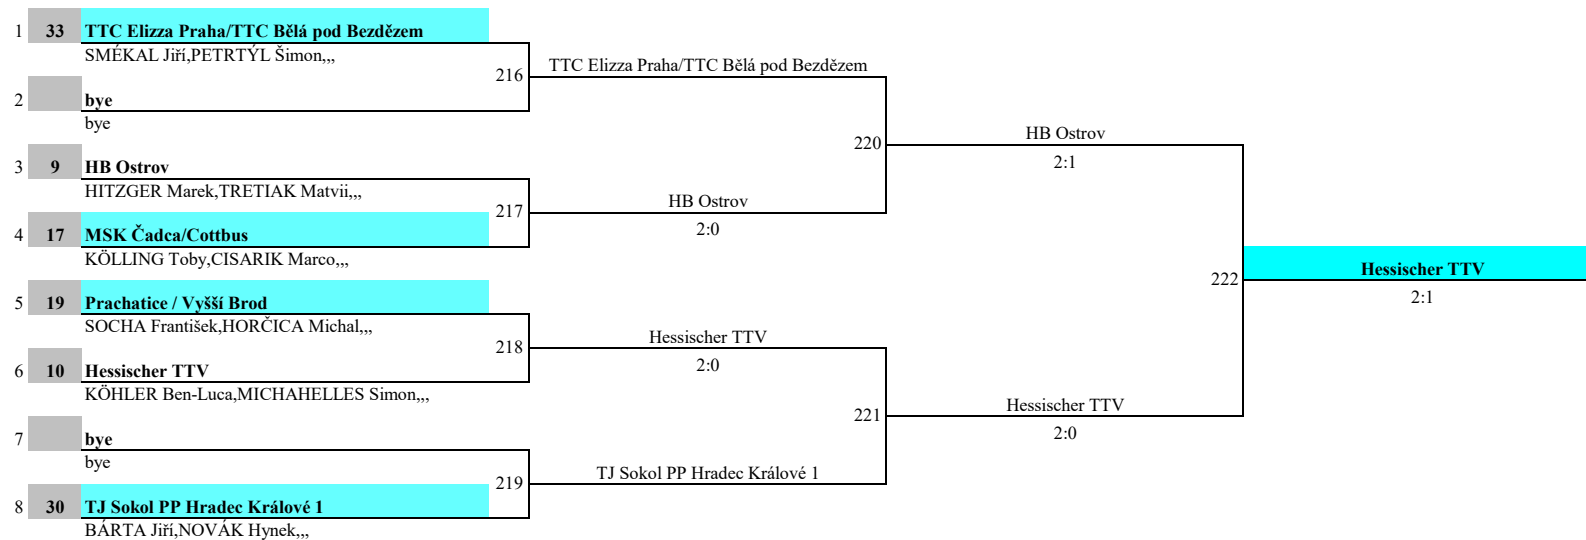 1 33 TTC Elizza Praha/TTC Bělá pod Bezdězem
SMÉKAL Jiří,PETRTÝL Šimon,,,
216 TTC Elizza Praha/TTC Bělá pod Bezdězem
2 bye
bye
220 HB Ostrov
2:1
3 9 HB Ostrov
HITZGER Marek,TRETIAK Matvii,,,
217 HB Ostrov
2:0
4 17 MSK Čadca/Cottbus
KÖLLING Toby,CISARIK Marco,,,
222 Hessischer TTV
2:1
5 19 Prachatice / Vyšší Brod
SOCHA František,HORČICA Michal,,,
218 Hessischer TTV
2:0
6 10 Hessischer TTV
KÖHLER Ben-Luca,MICHAHELLES Simon,,,
221 Hessischer TTV
2:0
7 bye
bye
219 TJ Sokol PP Hradec Králové 1
8 30 TJ Sokol PP Hradec Králové 1
BÁRTA Jiří,NOVÁK Hynek,,,